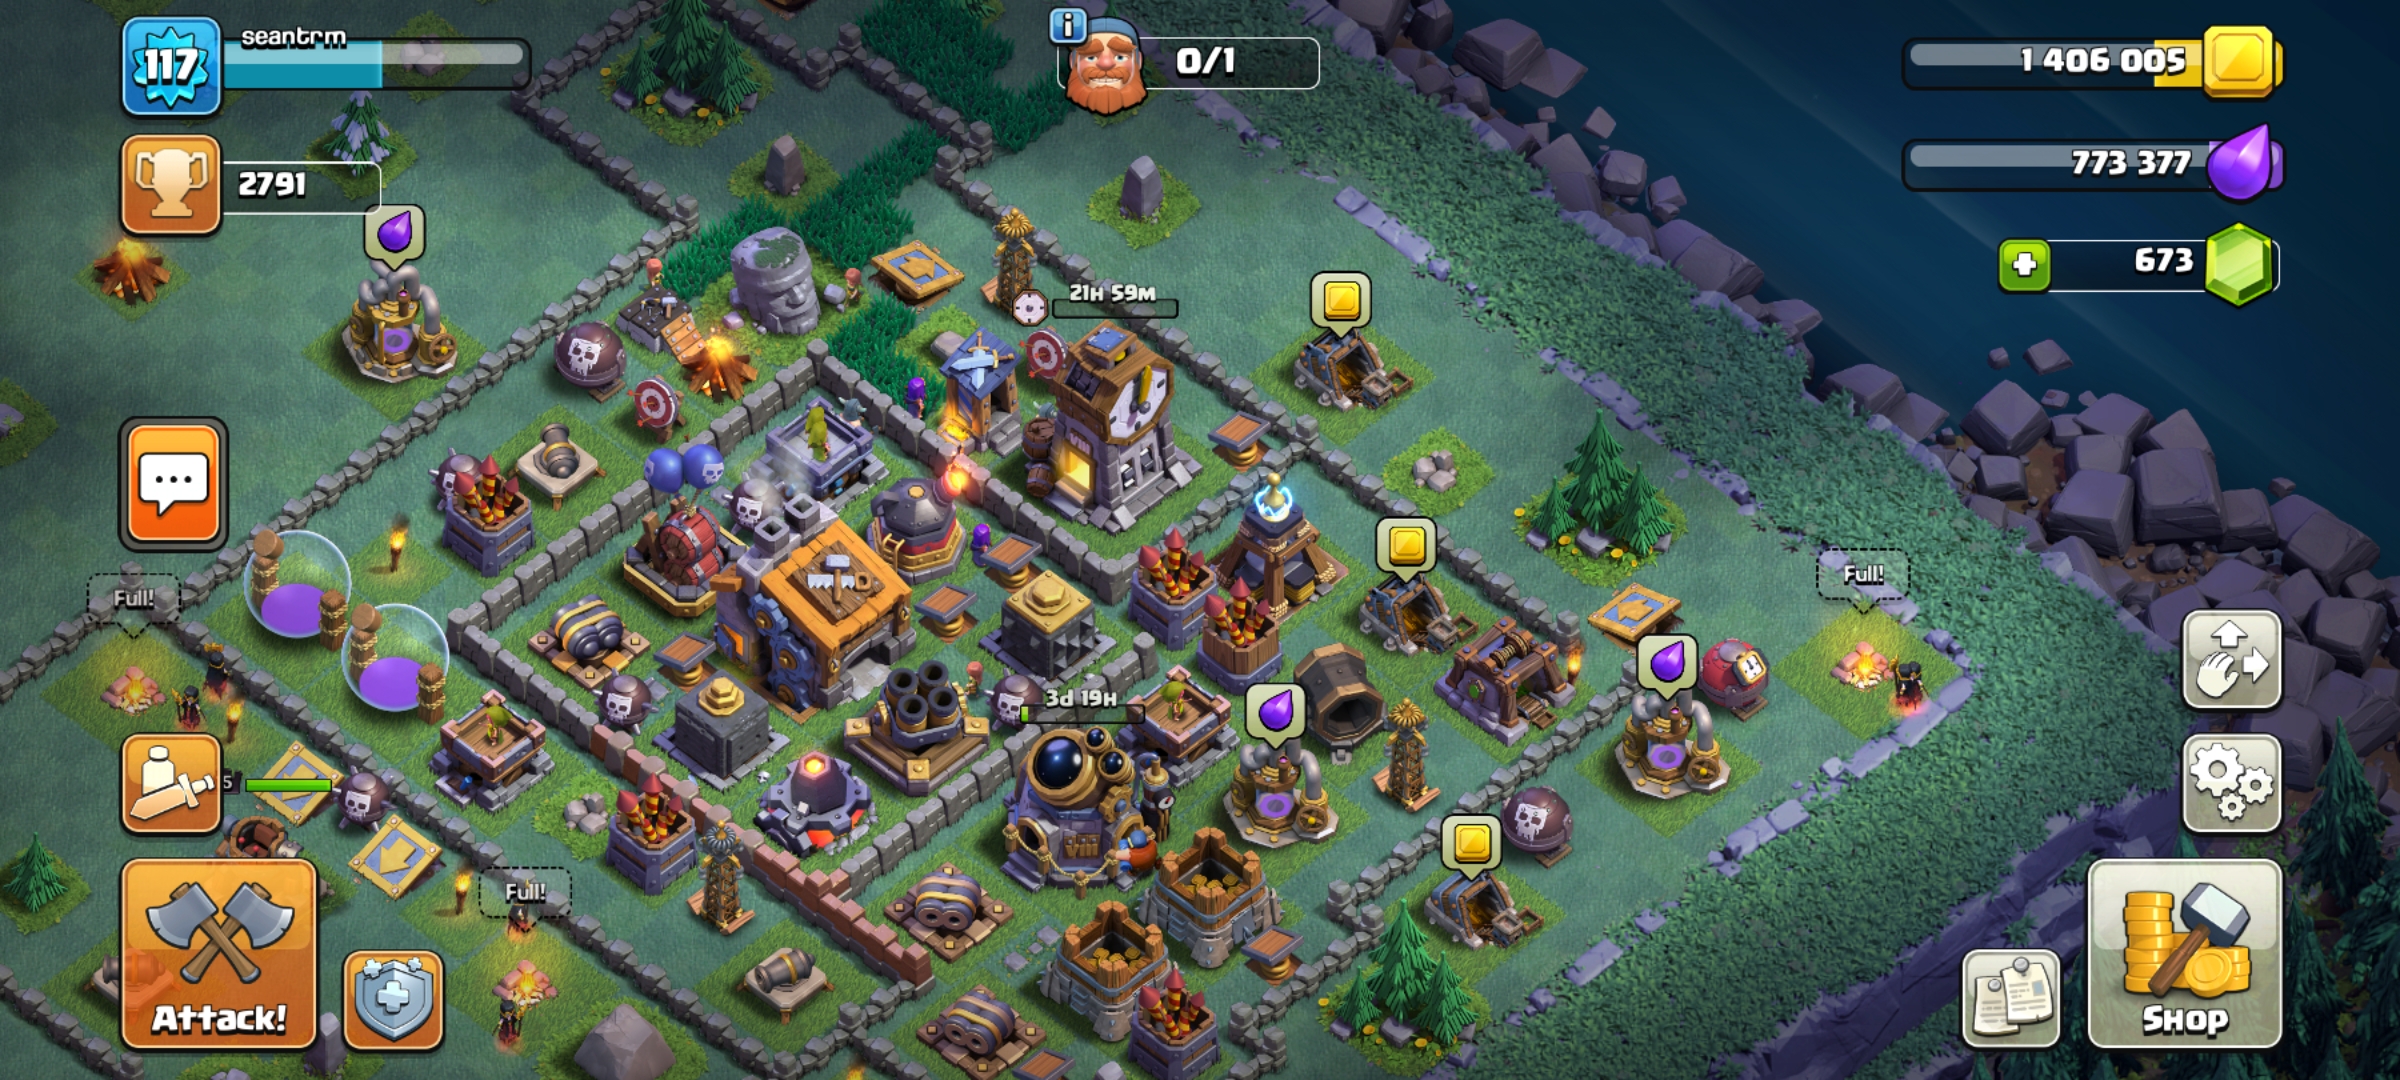 117
seantrm
i
0/1
1 406 005
2791
773 377
673
21H 59M
Full!
Full!
3d 19H
5
Full!
Attack!
Shop